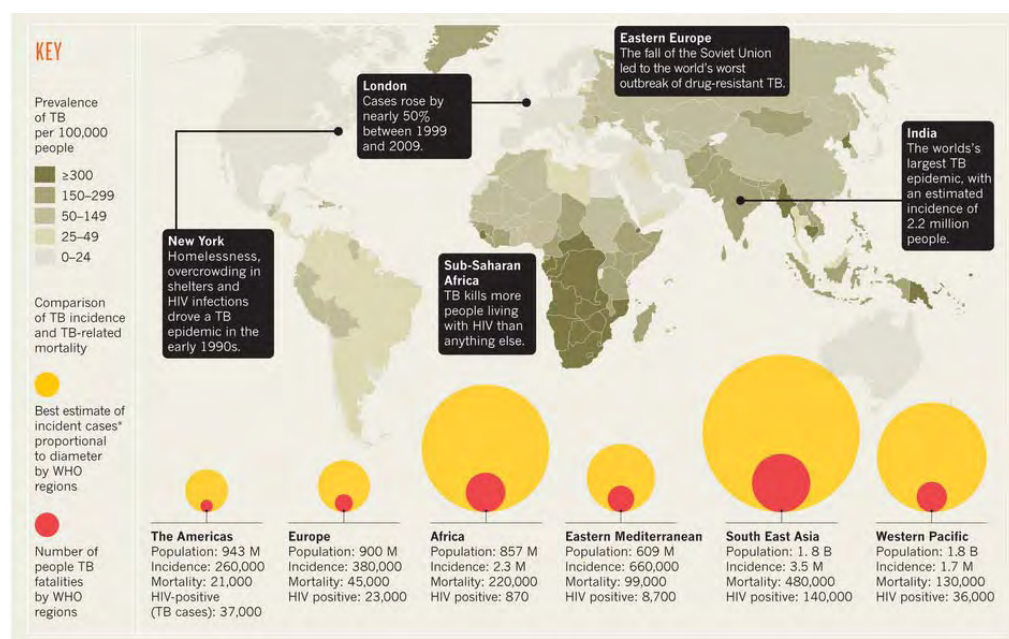 KEY
Prevalence
of TB
per 100,000
people
≥300
150–299
50–149
25–49
0–24
Comparison
of TB incidence
and TB-related
mortality
Best estimate of
incident cases*
proportional
to diameter
by WHO
regions
Number of
people TB
fatalities
by WHO
regions
London
Cases rose by
nearly 50%
between 1999
and 2009.
Eastern Europe
The fall of the Soviet Union
led to the world's worst
outbreak of drug-resistant TB.
India
The worlds's
largest TB
epidemic, with
an estimated
incidence of
2.2 million
people.
New York
Homelessness,
overcrowding in
shelters and
HIV infections
drove a TB
epidemic in the
early 1990s.
Sub-Saharan
Africa
TB kills more
people living
with HIV than
anything else.
The Americas
Population: 943 M
Incidence: 260,000
Mortality: 21,000
HIV-positive
(TB cases): 37,000
Europe
Population: 900 M
Incidence: 380,000
Mortality: 45,000
HIV positive: 23,000
Africa
Population: 857 M
Incidence: 2.3 M
Mortality: 220,000
HIV positive: 870
Eastern Mediterranean
Population: 609 M
Incidence: 660,000
Mortality: 99,000
HIV positive: 8,700
South East Asia
Population: 1. 8 B
Incidence: 3.5 M
Mortality: 480,000
HIV positive: 140,000
Western Pacific
Population: 1.8 B
Incidence: 1.7 M
Mortality: 130,000
HIV positive: 36,000